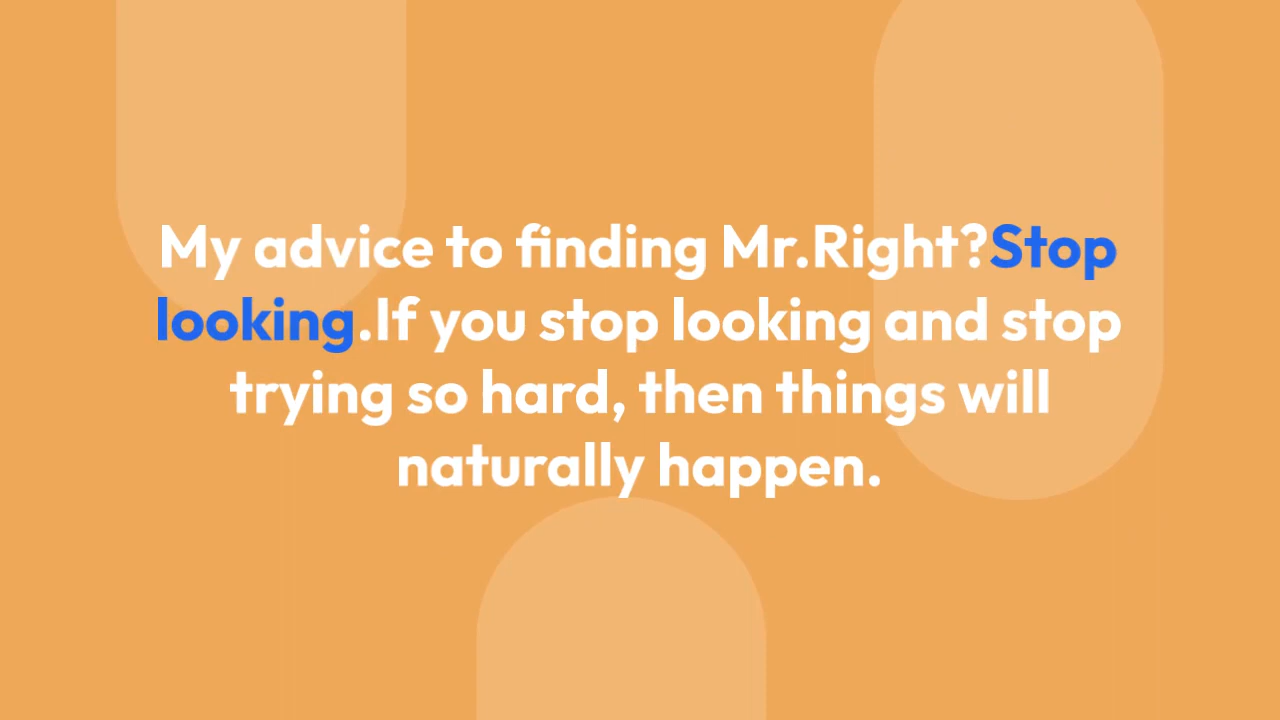 My advice to finding Mr.Right?Stop
looking.If you stop looking and stop
trying so hard, then things will
naturally happen.